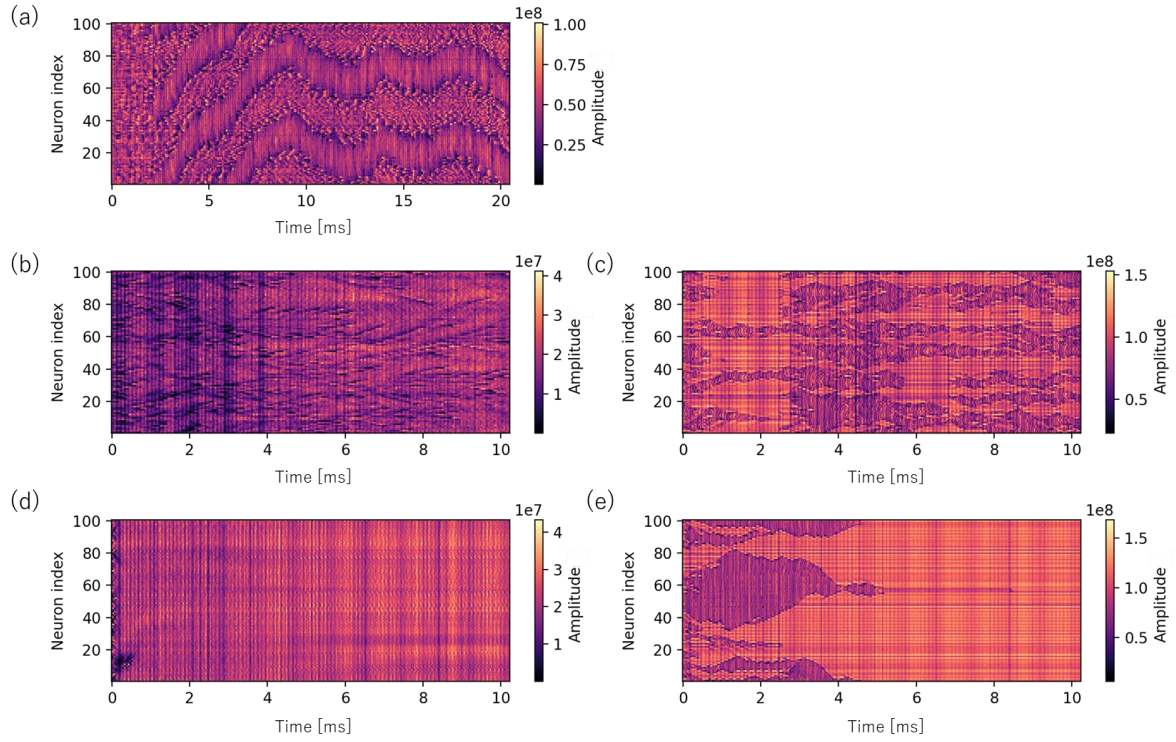 (a)
1e8
100
80
60
40
20
Neuron index
0
5
10
15
20
Time [ms]
1.00
0.75
0.50
0.25
Amplitude
(b)
1e7
100
80
60
40
20
Neuron index
0
2
4
6
8
10
Time [ms]
4
3
2
1
Amplitude
(c)
1e8
100
80
60
40
20
Neuron index
0
2
4
6
8
10
Time [ms]
1.5
1.0
0.5
Amplitude
(d)
1e7
100
80
60
40
20
Neuron index
0
2
4
6
8
10
Time [ms]
4
3
2
1
Amplitude
(e)
1e8
100
80
60
40
20
Neuron index
0
2
4
6
8
10
Time [ms]
1.5
1.0
0.5
Amplitude